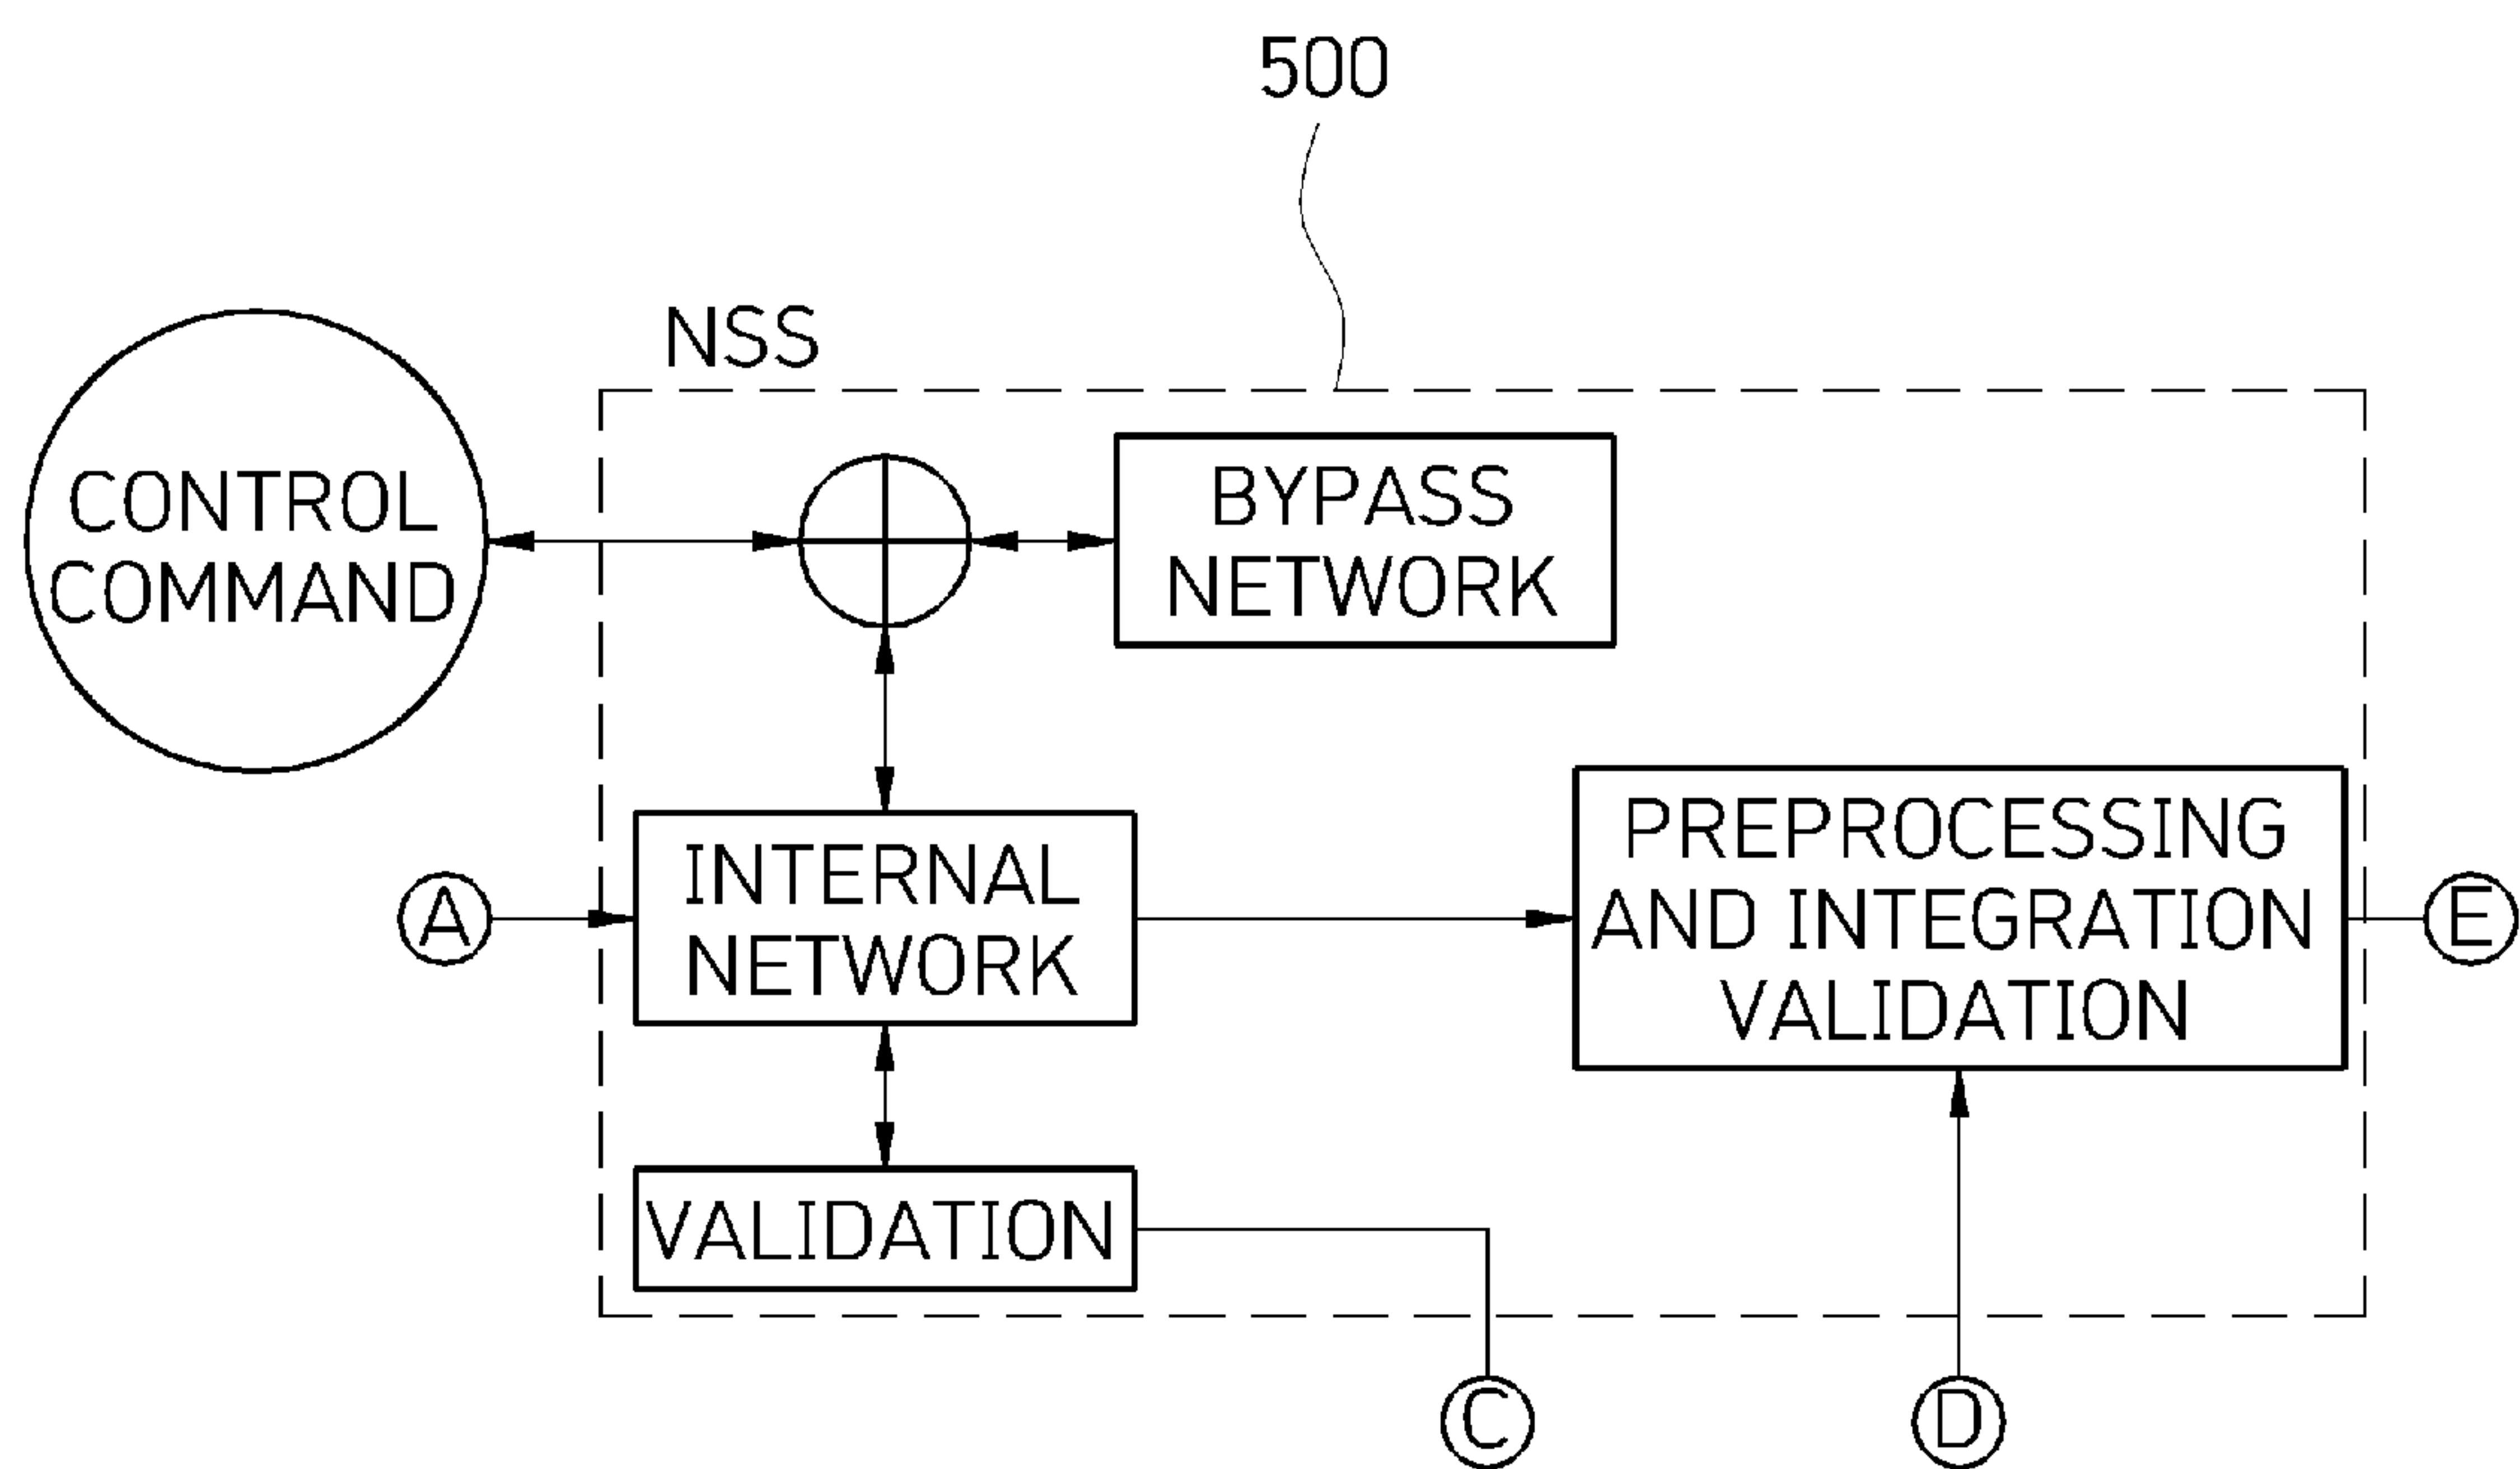 500
NSS
CONTROL
COMMAND
BYPASS
NETWORK
A
INTERNAL
NETWORK
PREPROCESSING
AND INTEGRATION
VALIDATION
E
VALIDATION
C
D